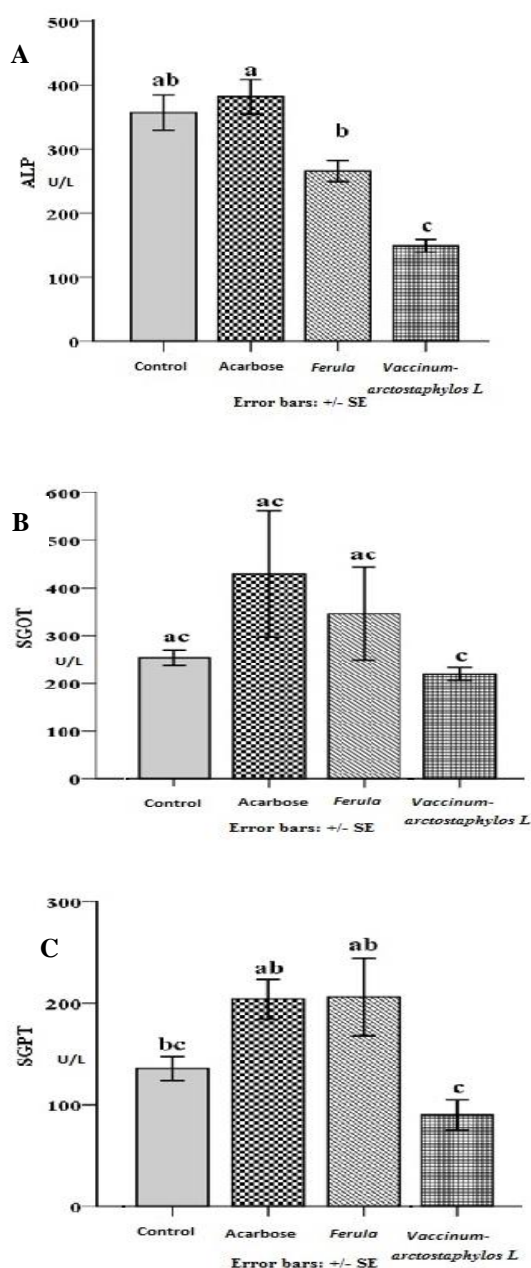 A
500
400
300
200
100
0
ALP
U/L
ab
a
b
c
Control Acarbose Ferula Vaccinum-
arctostaphylos L
Error bars: +/- SE
B
600
500
400
300
200
100
0
SGOT
U/L
ac
ac
ac
c
Control Acarbose Ferula Vaccinum-
arctostaphylos L
Error bars: +/- SE
C
300
200
100
0
SGPT
U/L
bc
ab
ab
c
Control Acarbose Ferula Vaccinum-
arctostaphylos L
Error bars: +/- SE